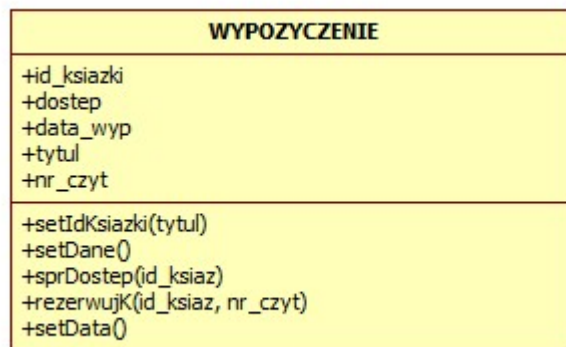 WYPOZYCZENIE
+id_ksiazki
+dostep
+data_wyp
+tytul
+nr_czyt
+setIdKsiazki(tytul)
+setDane()
+sprDostep(id_ksiaz)
+rezerwujK(id_ksiaz, nr_czyt)
+setData()